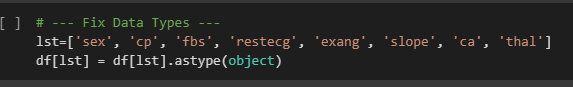 [ ] # --- Fix Data Types ---
lst=['sex', 'cp', 'fbs', 'restecg', 'exang', 'slope', 'ca', 'thal']
df[lst] = df[lst].astype(object)